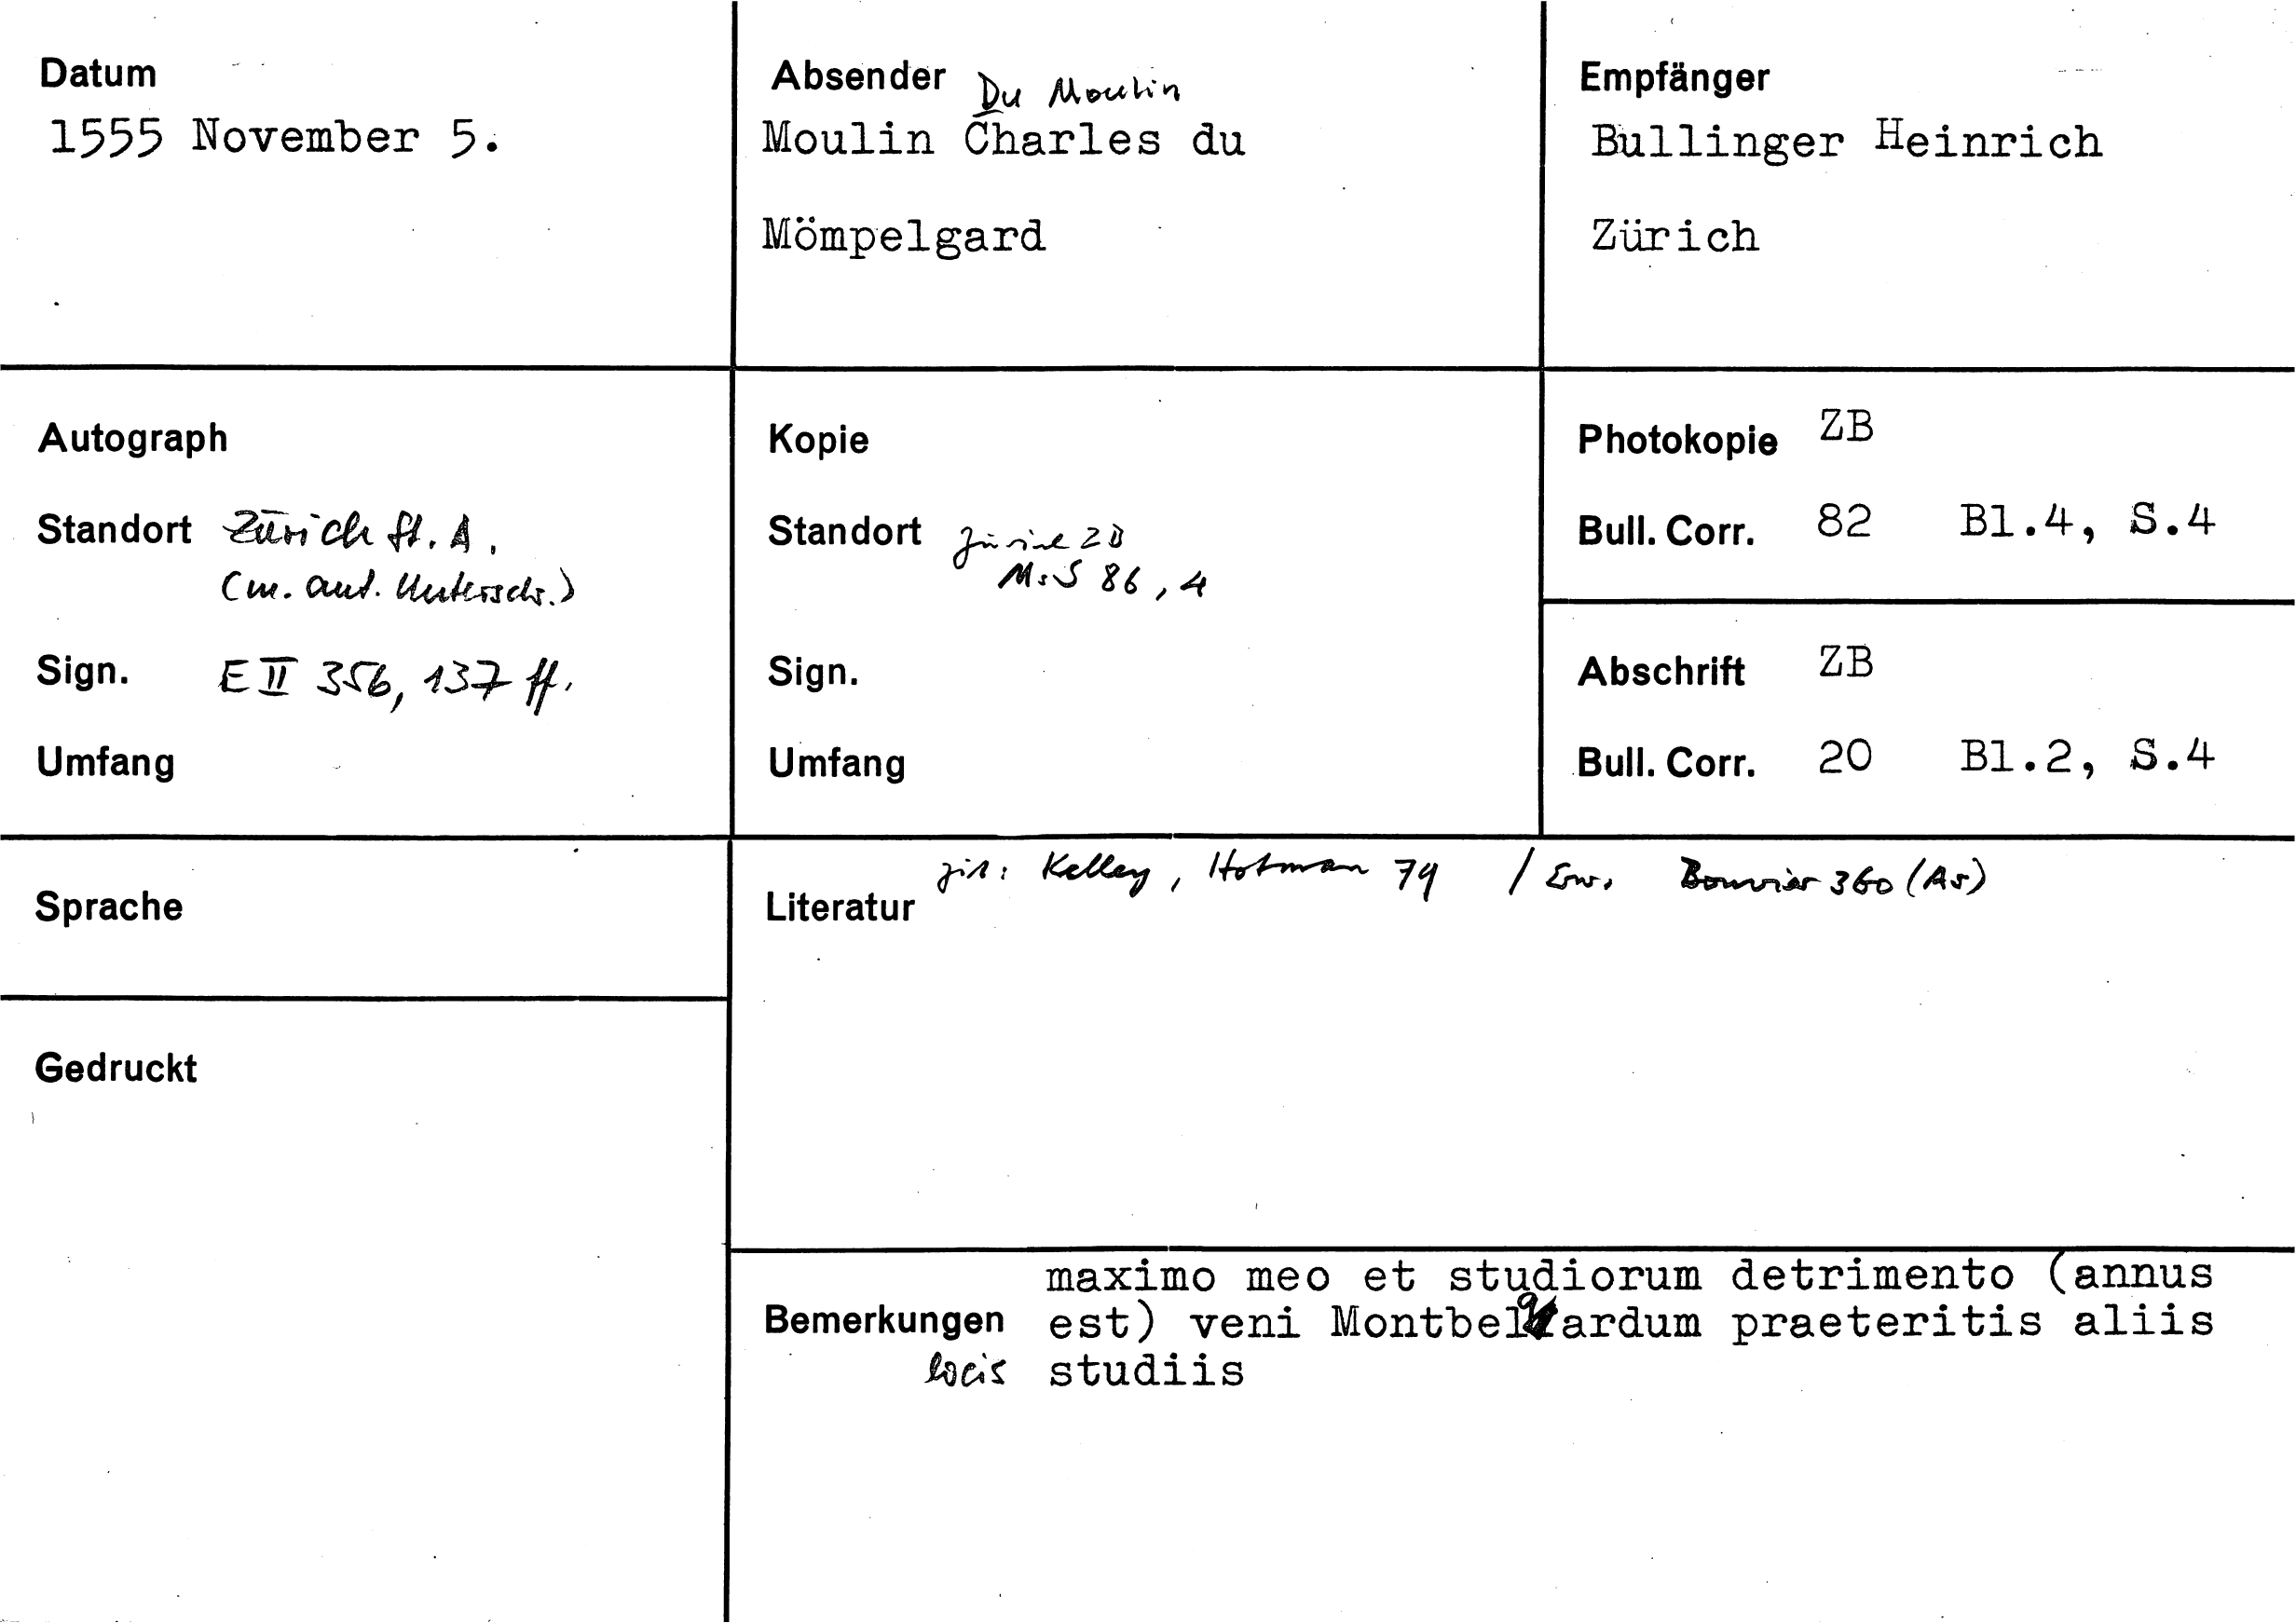 Datum
1555 November 5.
Absender Du Moulin
Moulin Charles du
Mömpelgard
Empfänger
Bullinger Heinrich
Zürich
Autograph
Standort Zürich St. A.
(m. aut. Unterschr.)
Sign. E II 356, 137 ff.
Umfang
Kopie
Standort Zürich ZB
Ms S 86, 4
Sign.
Umfang
Photokopie ZB
Bull. Corr. 82 Bl.4, S.4
Abschrift ZB
Bull. Corr. 20 Bl.2, S.4
Sprache
Gedruckt
Literatur zit: Kelley, Hotman 79 / Erw. Bouvier 360 (As)
Bemerkungen
maximo meo et studiorum detrimento (annus
est) veni Montbelgardum praeteritis aliis
locis studiis